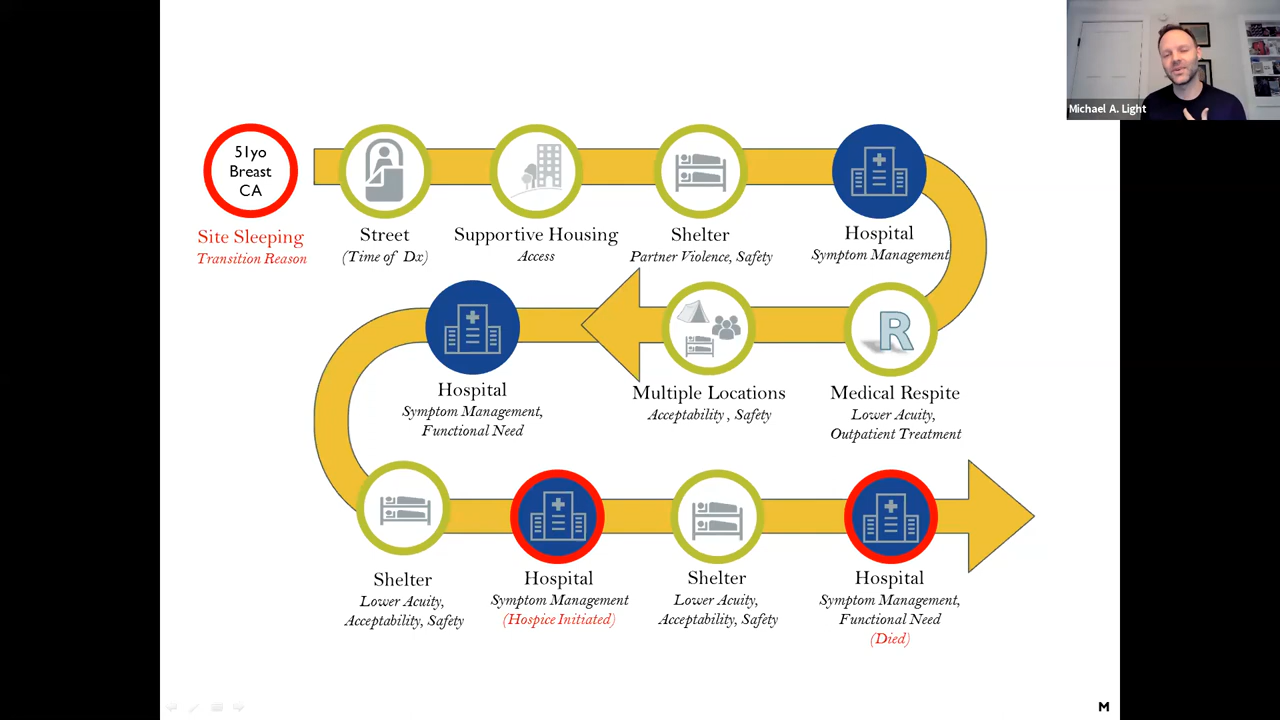 Michael A. Light
51yo
Breast
CA
Site Sleeping
Transition Reason
Street
(Time of Dx)
Supportive Housing
Access
Shelter
Partner Violence, Safety
Hospital
Symptom Management
Hospital
Symptom Management,
Functional Need
Multiple Locations
Acceptability , Safety
R
Medical Respite
Lower Acuity,
Outpatient Treatment
Shelter
Lower Acuity,
Acceptability, Safety
Hospital
Symptom Management
(Hospice Initiated)
Shelter
Lower Acuity,
Acceptability, Safety
Hospital
Symptom Management,
Functional Need
(Died)
M